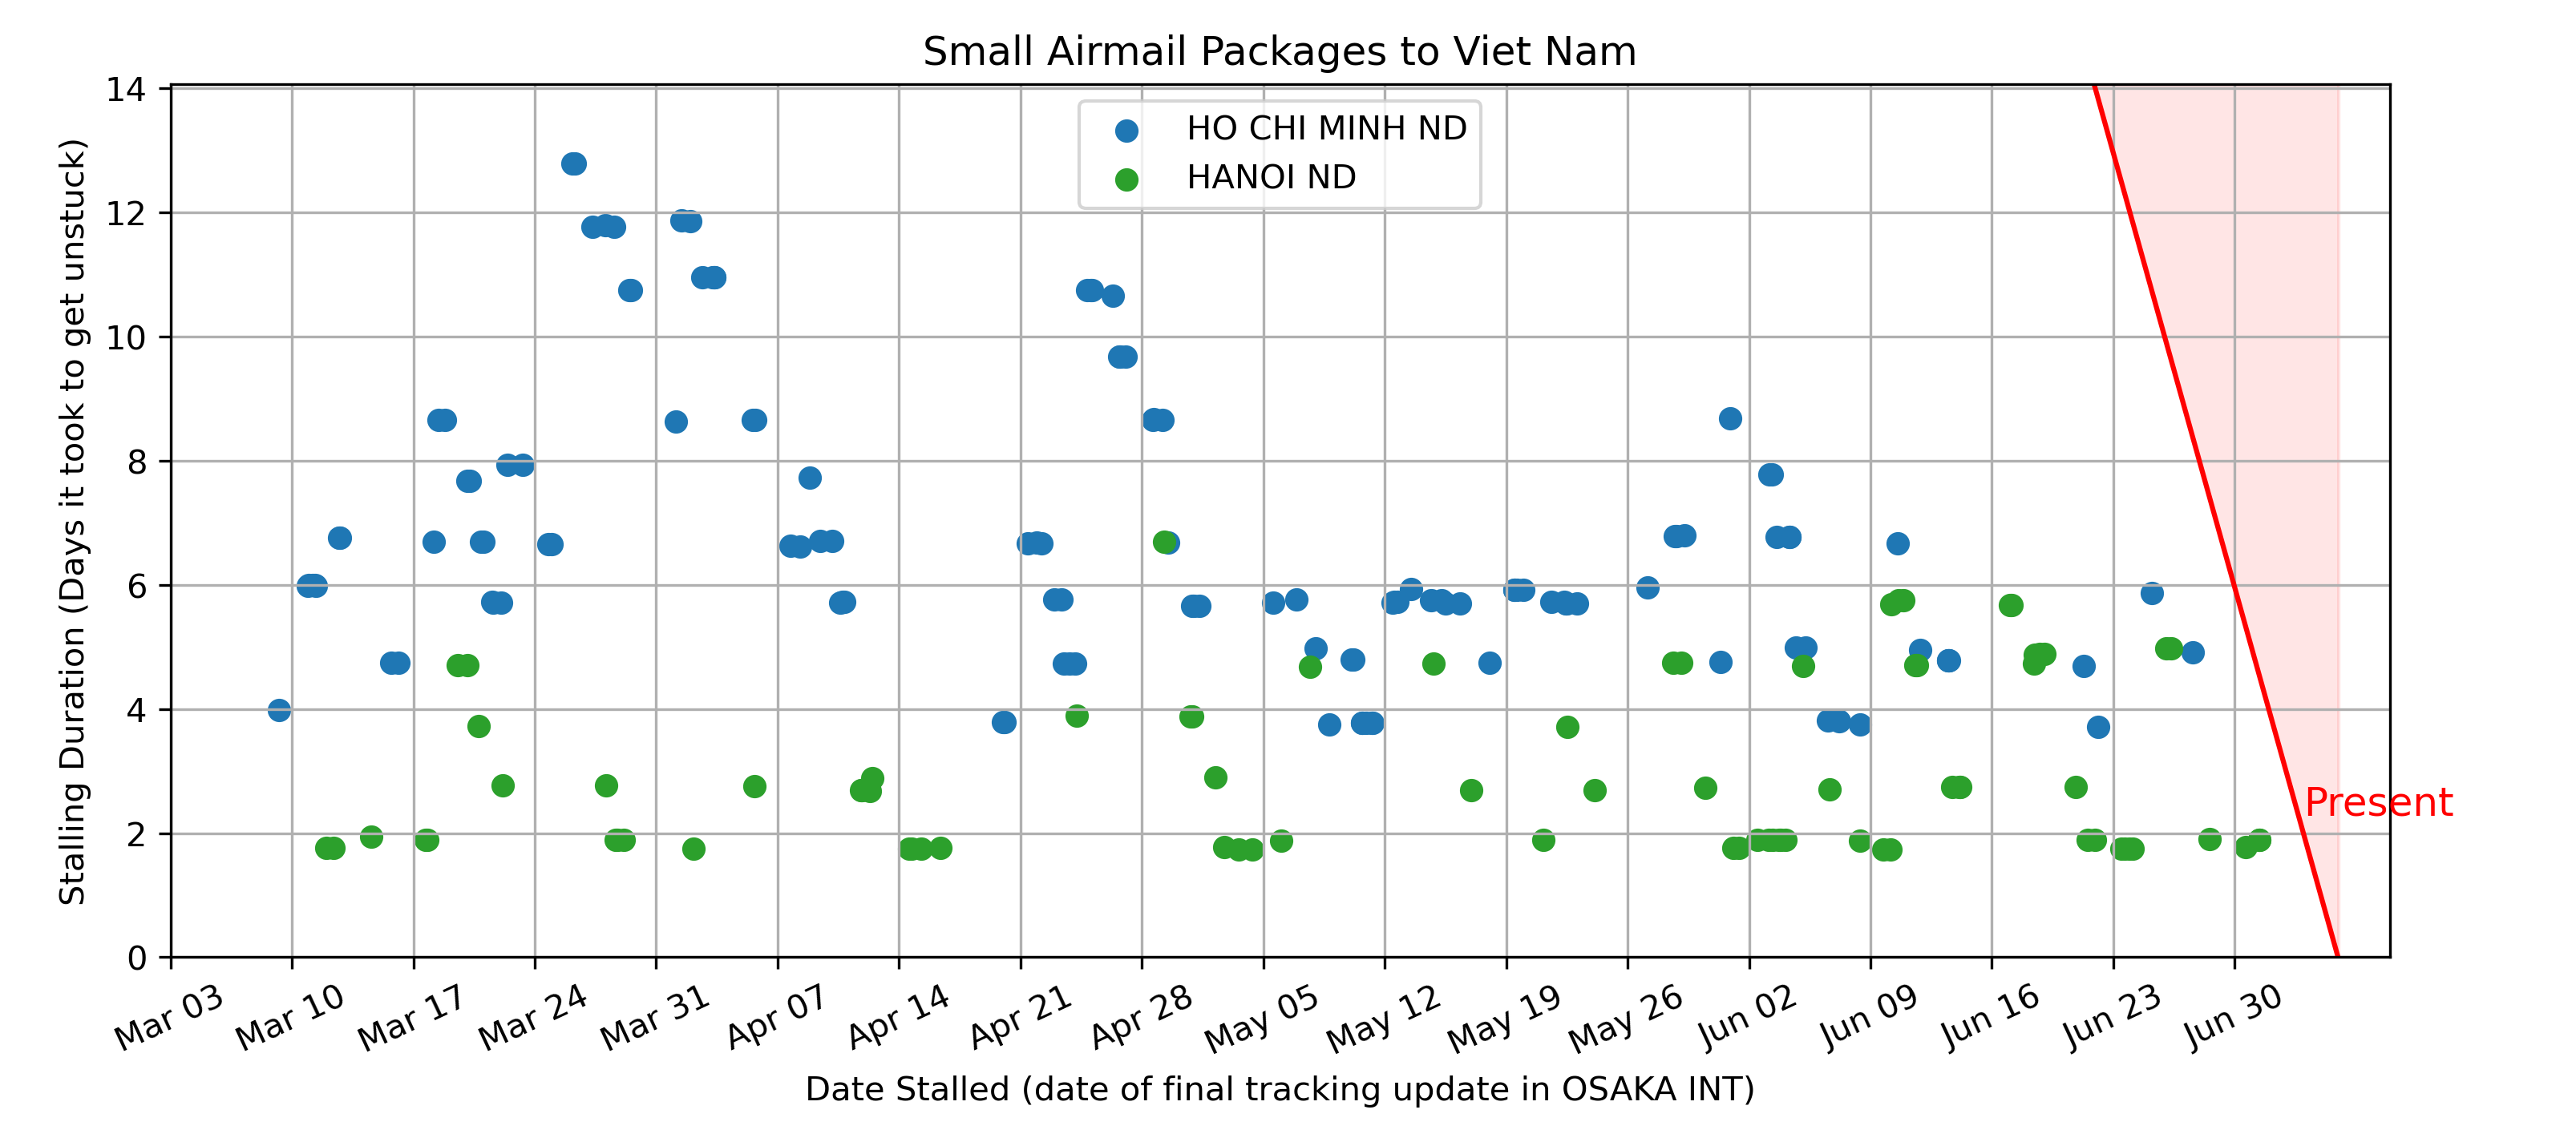 Small Airmail Packages to Viet Nam
HO CHI MINH ND
HANOI ND
Stalling Duration (Days it took to get unstuck)
14
12
10
8
6
4
2
0
Present
Mar 03
Mar 10
Mar 17
Mar 24
Mar 31
Apr 07
Apr 14
Apr 21
Apr 28
May 05
May 12
May 19
May 26
Jun 02
Jun 09
Jun 16
Jun 23
Jun 30
Date Stalled (date of final tracking update in OSAKA INT)